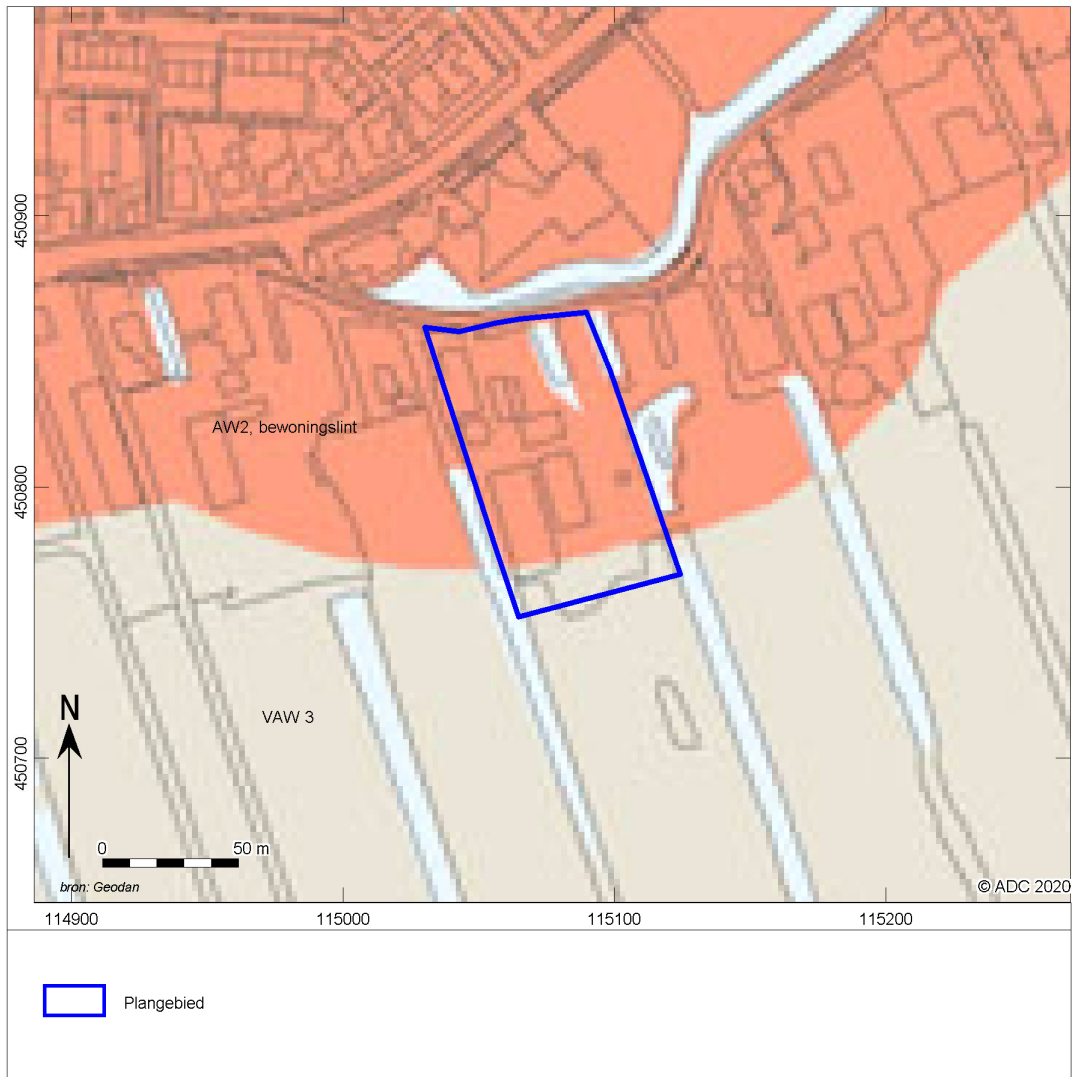 450900
AW2, bewoningslint
450800
N
VAW 3
450700
0 50 m
bron: Geodan
© ADC 2020
114900 115000 115100 115200
Plangebied